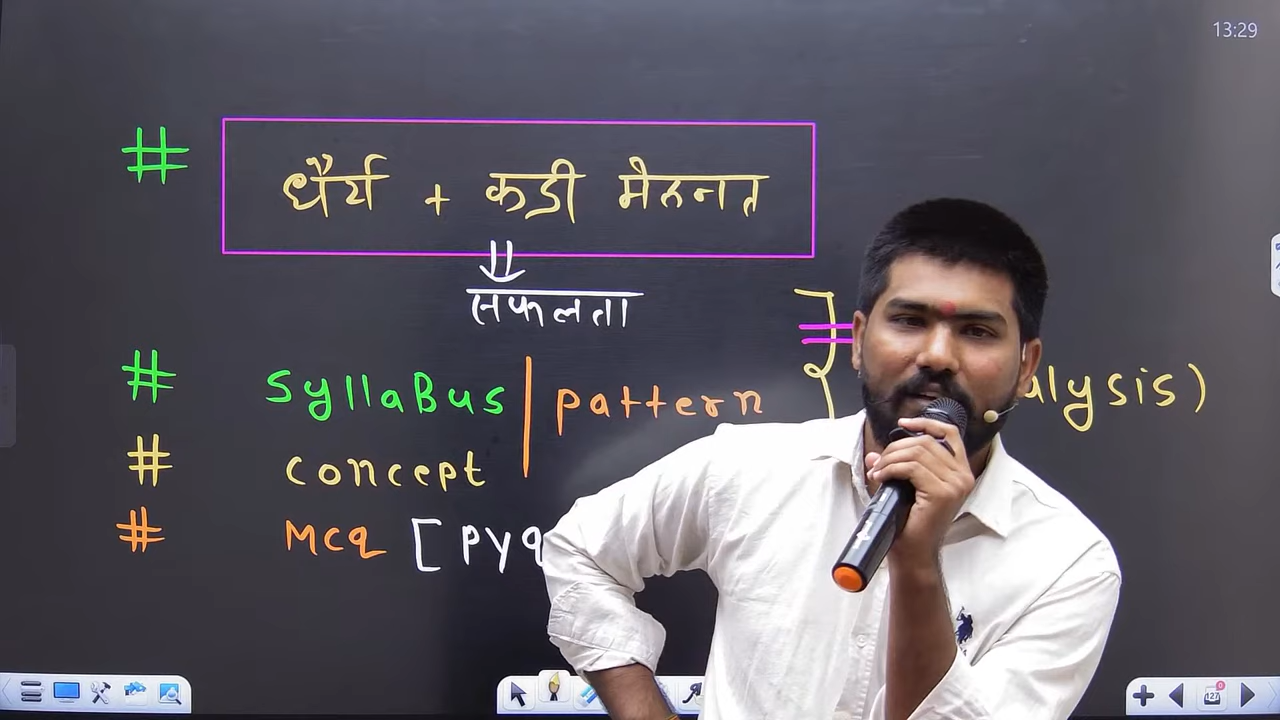 13:29
# धैर्य + कडी मेहनत
सफलता
# syllaBus | pattern } alysis)
# concept
# MCQ [PYQ